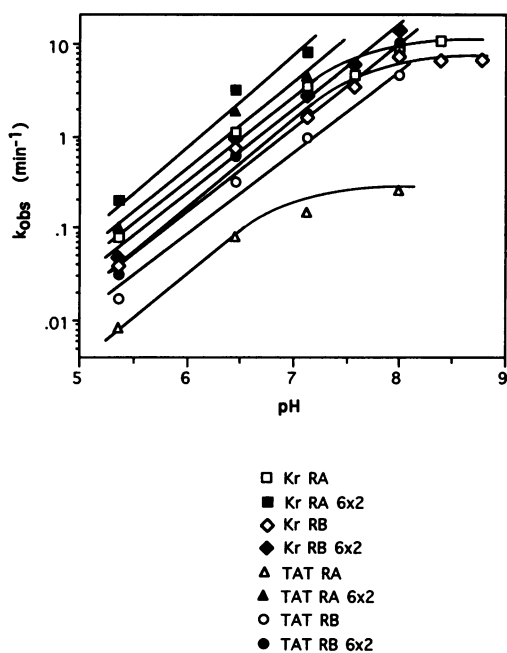 10
1
.1
.01
k_obs (min⁻¹)
5 6 7 8 9
pH
Kr RA
Kr RA 6x2
Kr RB
Kr RB 6x2
TAT RA
TAT RA 6x2
TAT RB
TAT RB 6x2